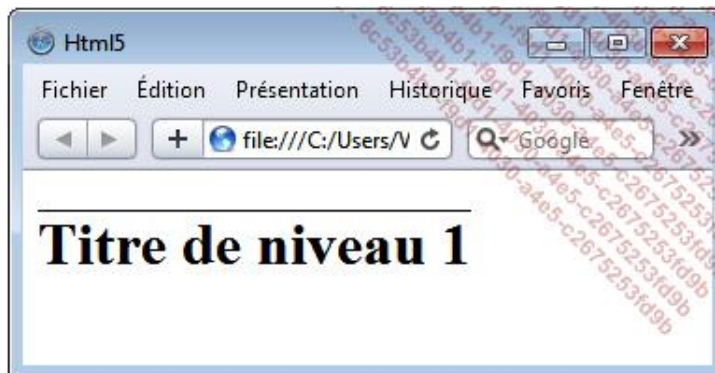 Html5
Fichier Édition Présentation Historique Favoris Fenêtre
file:///C:/Users/V Google
Titre de niveau 1